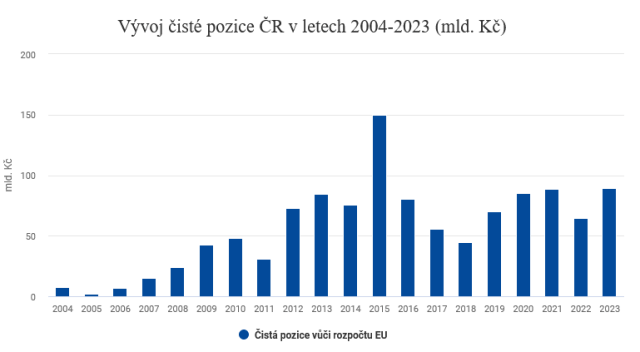 Vývoj čisté pozice ČR v letech 2004-2023 (mld. Kč)
200
150
100
50
0
mld. Kč
2004 2005 2006 2007 2008 2009 2010 2011 2012 2013 2014 2015 2016 2017 2018 2019 2020 2021 2022 2023
Čistá pozice vůči rozpočtu EU